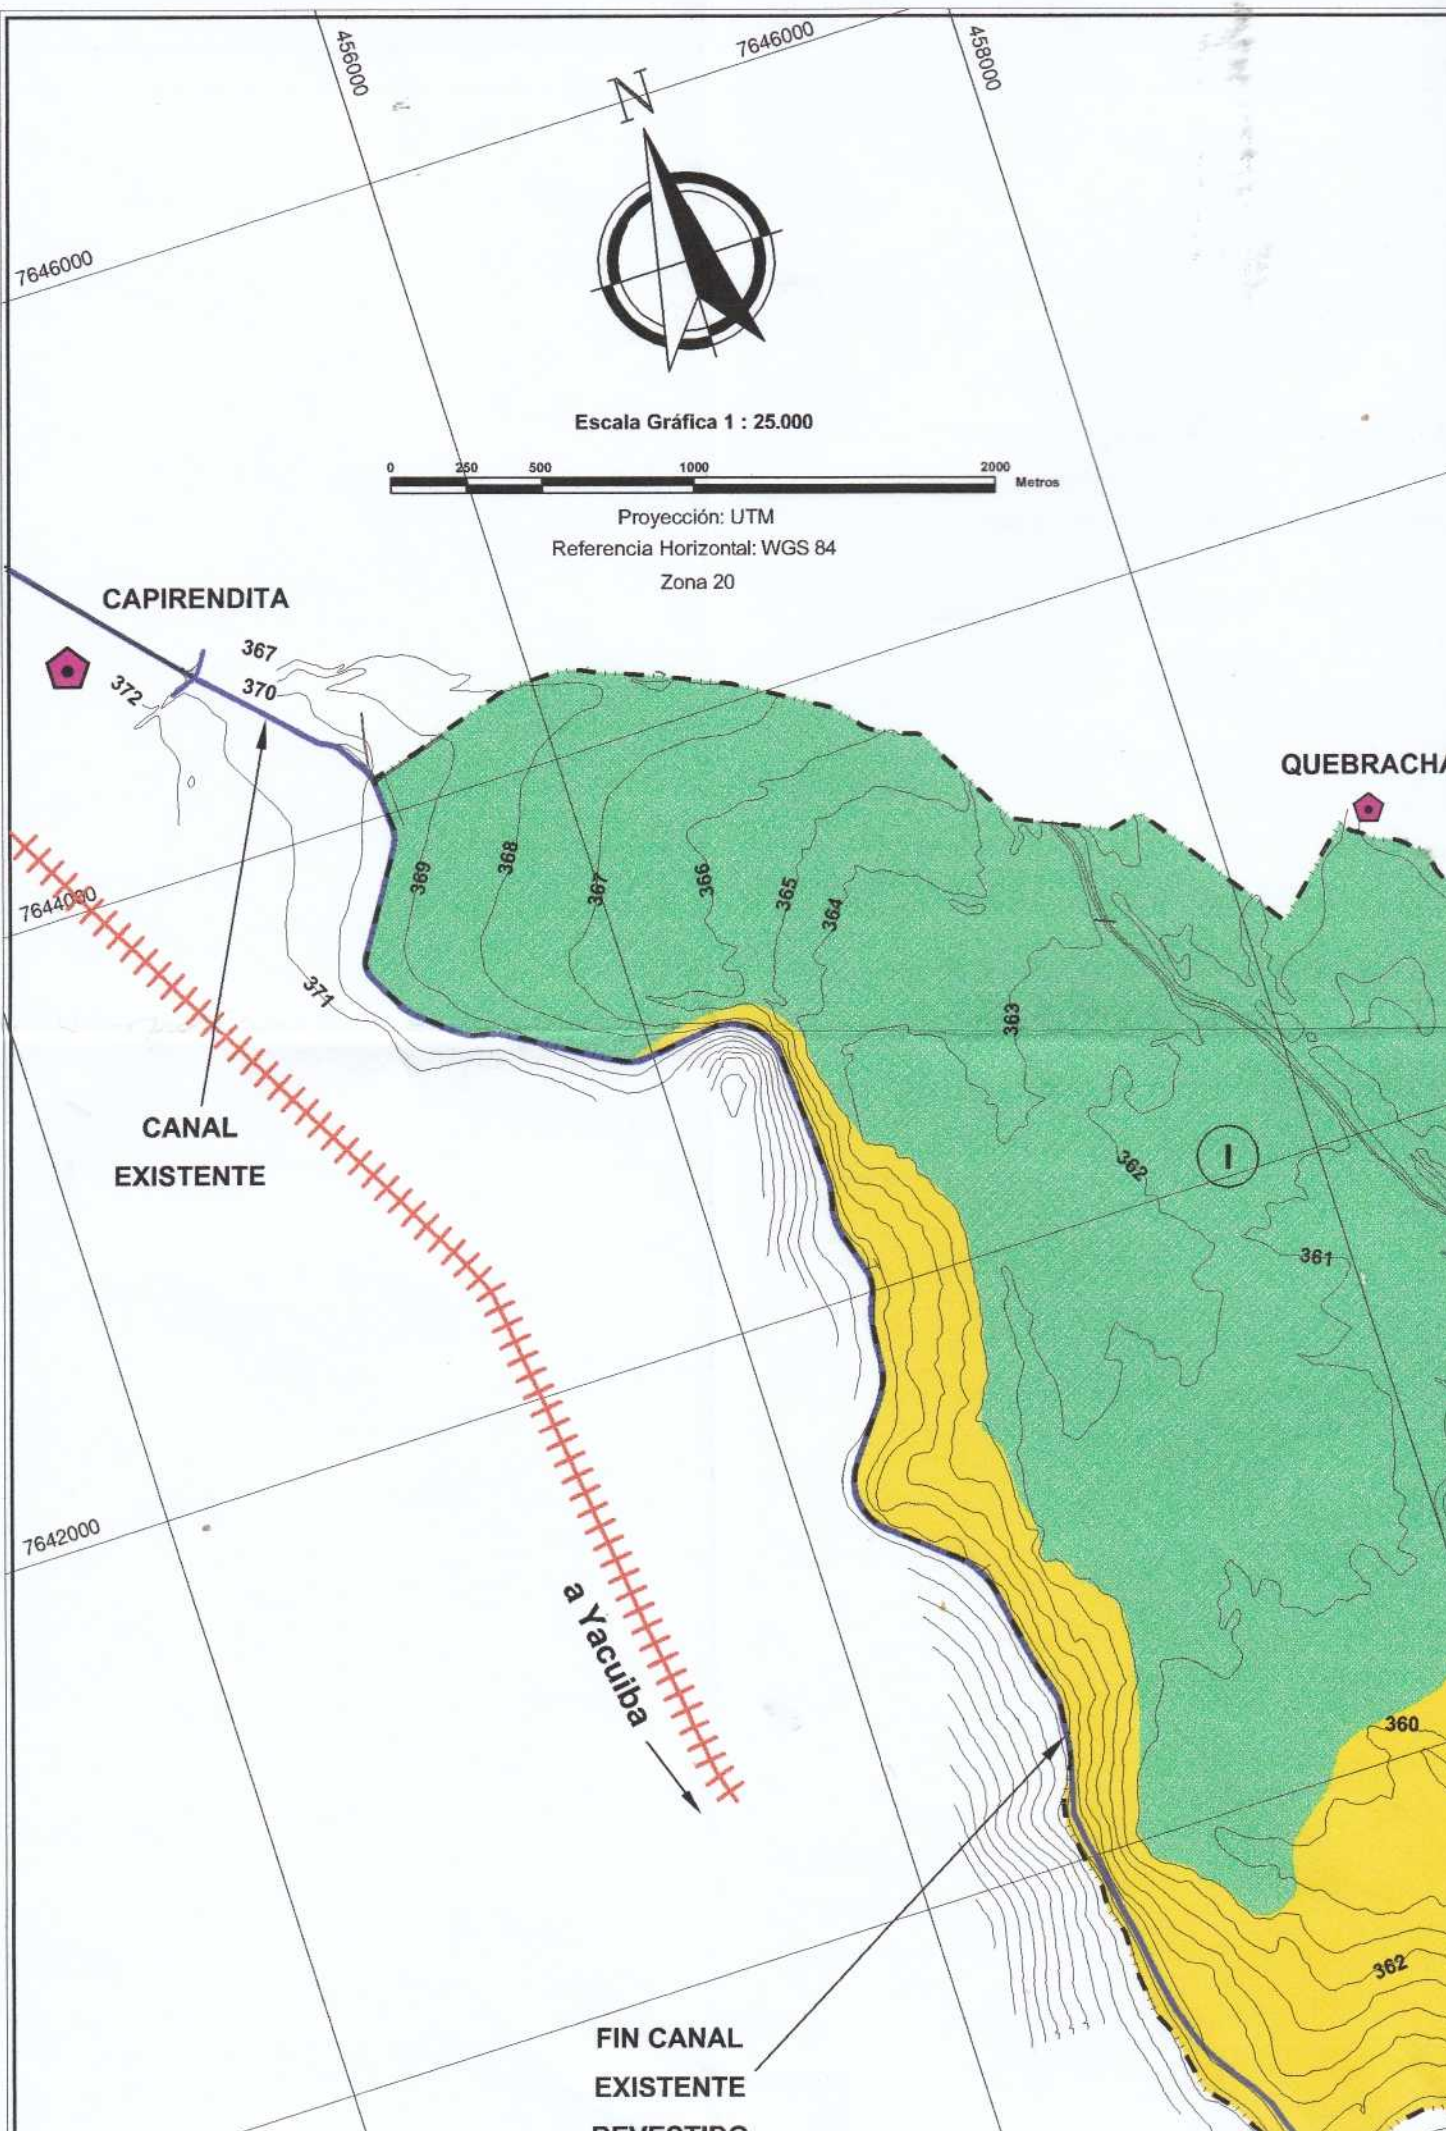 456000
7646000
458000
N
7646000
Escala Gráfica 1 : 25.000
0 250 500 1000 2000 Metros
Proyección: UTM
Referencia Horizontal: WGS 84
Zona 20
CAPIRENDITA
367
370
372
QUEBRACHA
369
368
367
366
365
364
7644000
371
363
CANAL
EXISTENTE
362
I
361
7642000
a Yacuiba
360
362
FIN CANAL
EXISTENTE
REVESTIDO